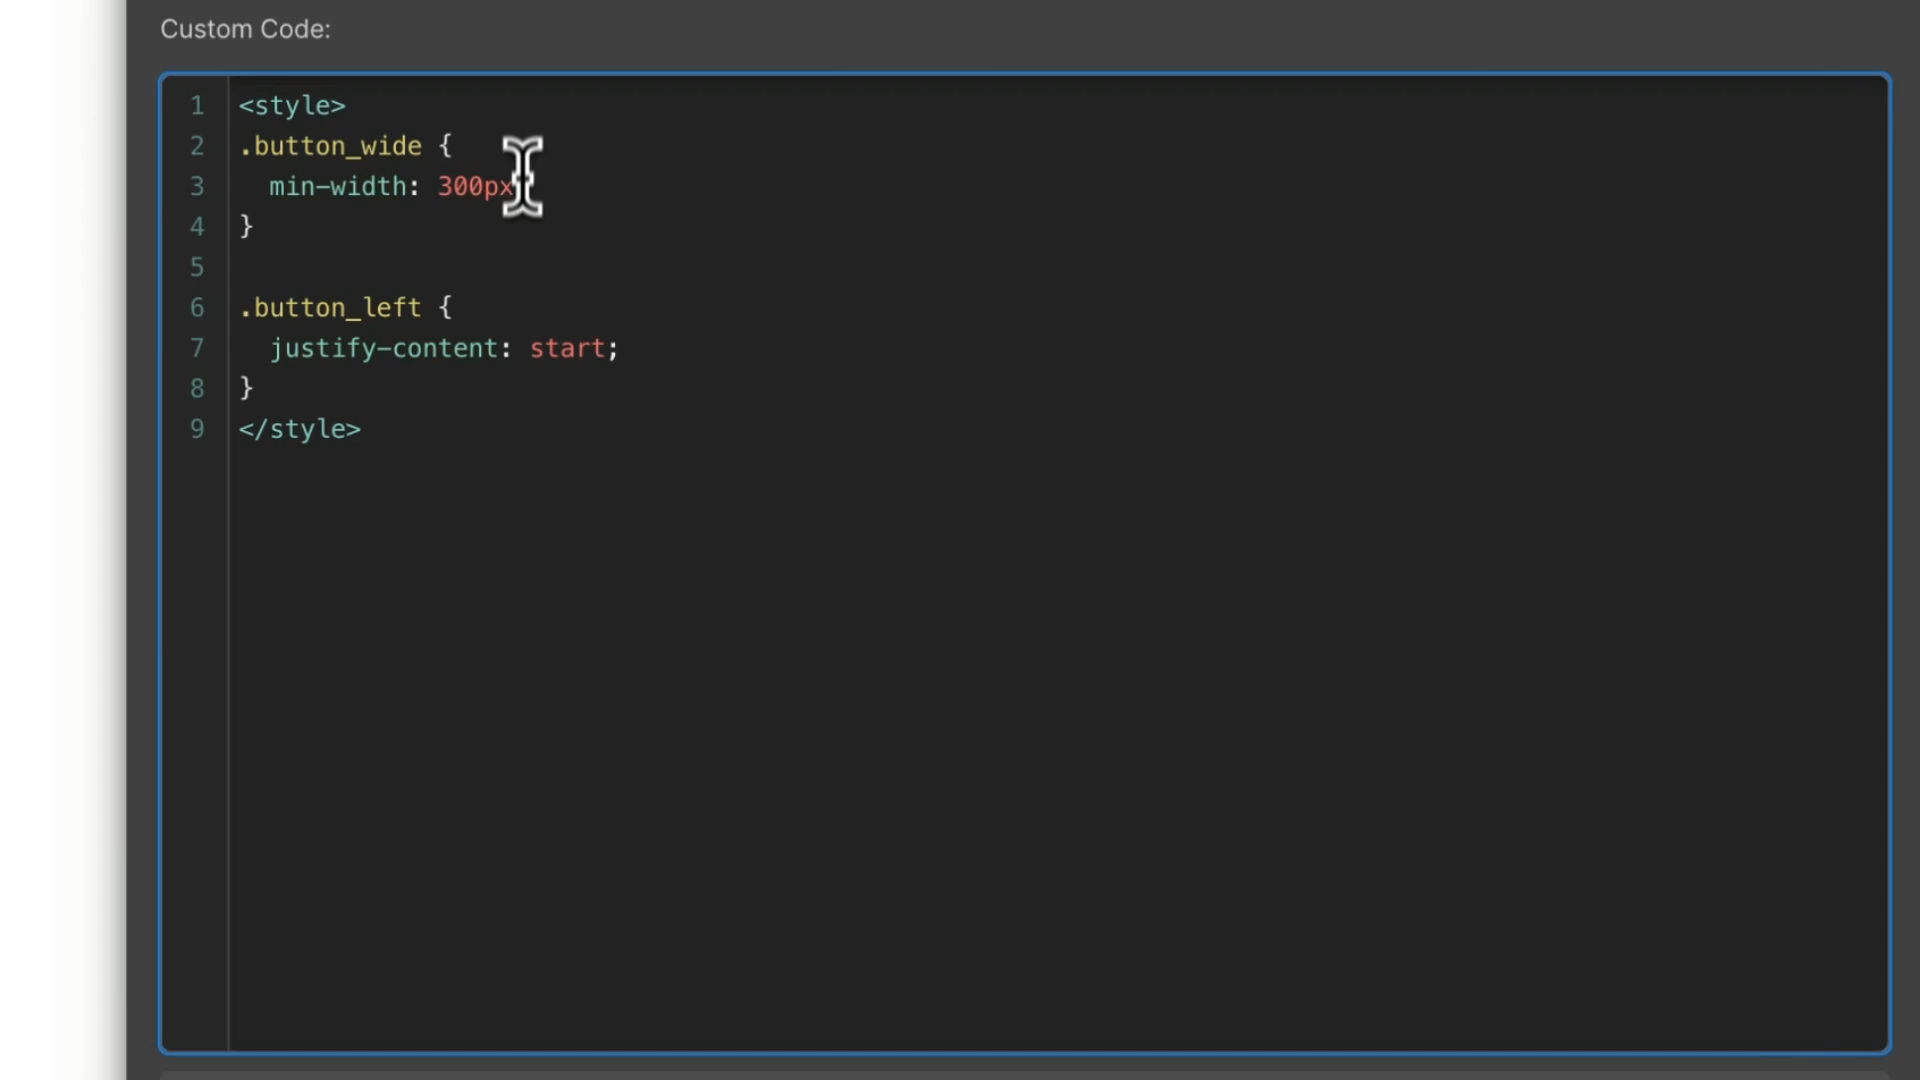 Custom Code:
1 <style>
2 .button_wide {
3 min-width: 300px
4 }
5
6 .button_left {
7 justify-content: start;
8 }
9 </style>